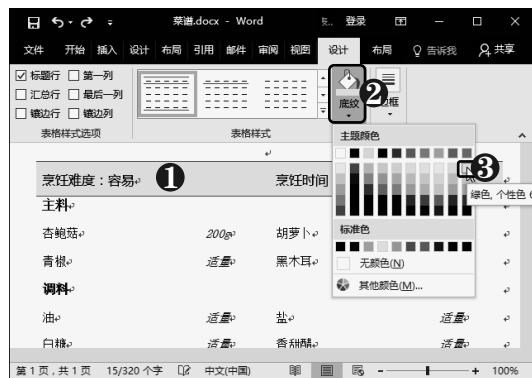 菜谱.docx - Word
登录
文件 开始 插入 设计 布局 引用 邮件 审阅 视图 设计 布局 告诉我 共享
标题行 第一列
汇总行 最后一列
镶边行 镶边列
表格样式选项
表格样式
底纹
边框
2
主题颜色
3
绿色, 个性色 6
标准色
无颜色(N)
其他颜色(M)...
烹饪难度：容易 1 烹饪时间
主料
杏鲍菇 200g 胡萝卜
青椒 适量 黑木耳
调料
油 适量 盐 适量
白糖 适量 香醋 适量
第 1 页，共 1 页 15/320 个字 中文(中国) 100%